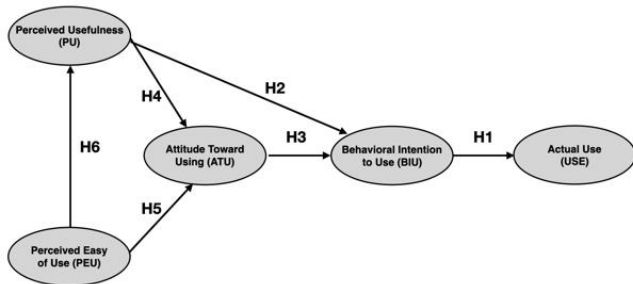 Perceived Usefulness
(PU)
H2
H4
Attitude Toward
Using (ATU)
H3
Behavioral Intention
to Use (BIU)
H1
Actual Use
(USE)
H6
H5
Perceived Easy
of Use (PEU)